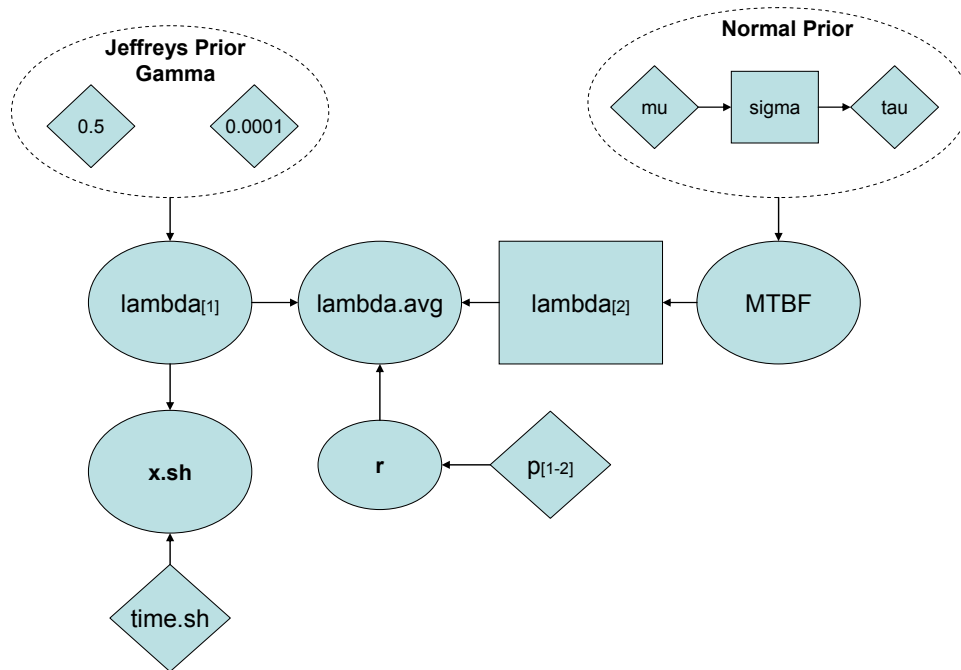 Jeffreys Prior
Gamma
Normal Prior
0.5
0.0001
mu
sigma
tau
lambda[1]
lambda.avg
lambda[2]
MTBF
x.sh
r
p[1-2]
time.sh